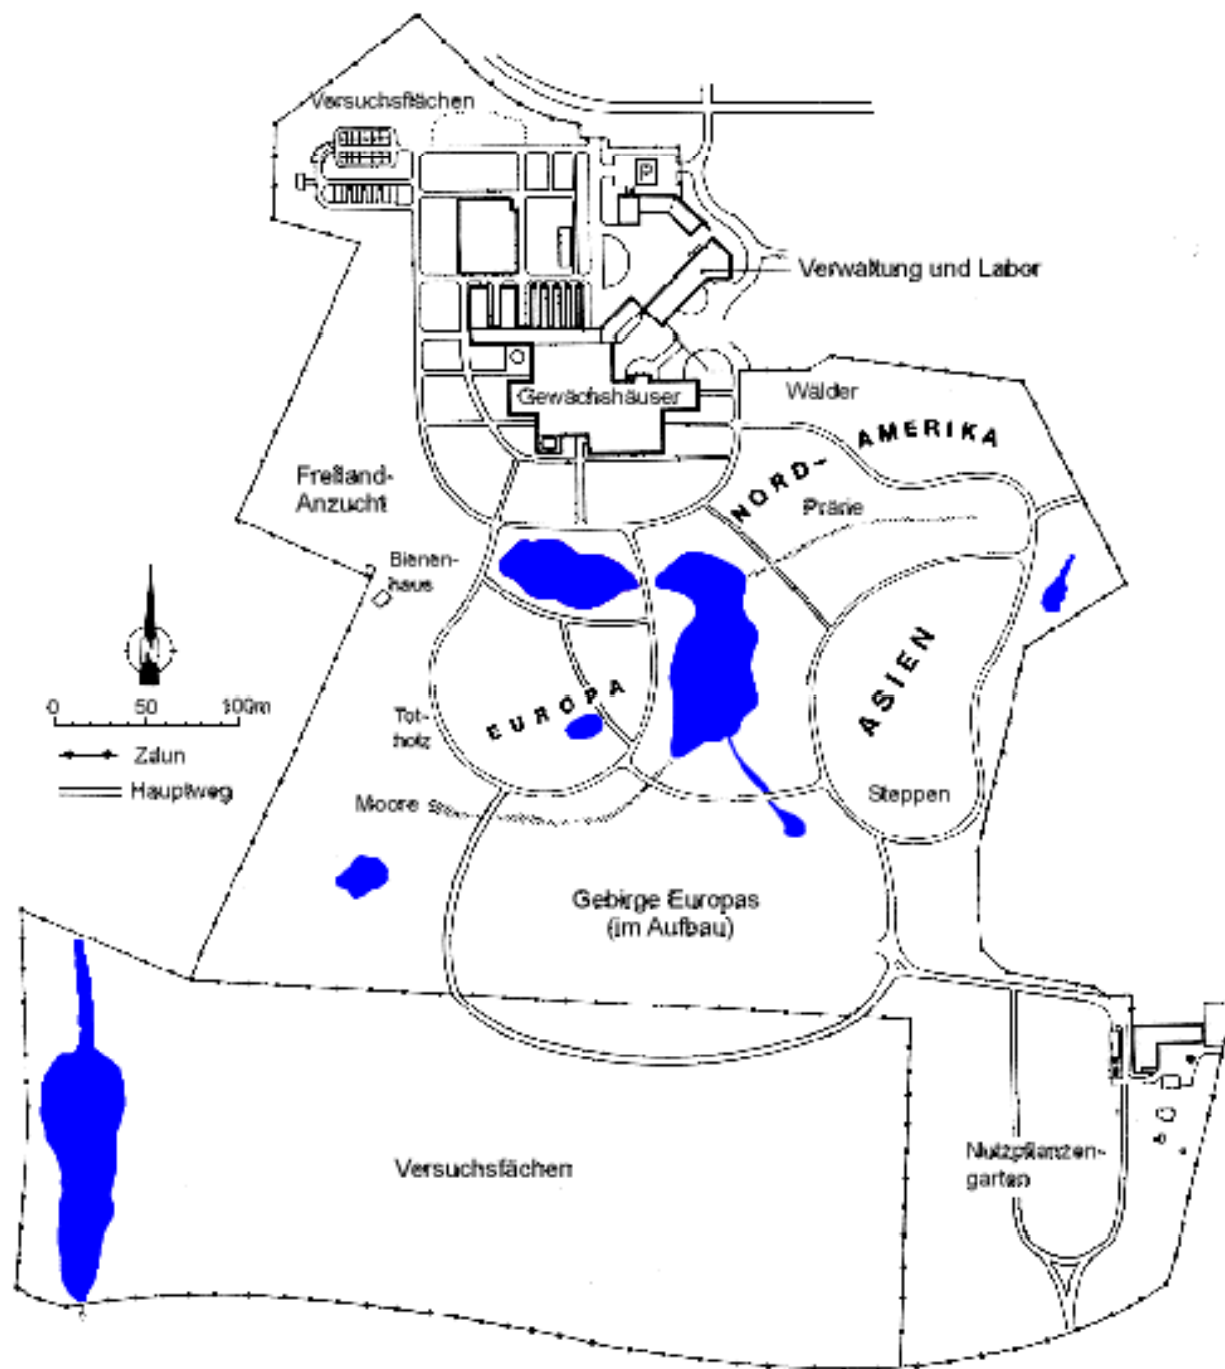 Versuchsflächen
P
Verwaltung und Labor
Gewächshäuser
Wälder
NORD-AMERIKA
Prärie
Freiland-
Anzucht
Bienen-
haus
ASIEN
EUROPA
0 50 100m
Zaun
Hauptweg
Tot-
holz
Moore
Steppen
Gebirge Europas
(im Aufbau)
Versuchsfächen
Nutzpflanzen-
garten